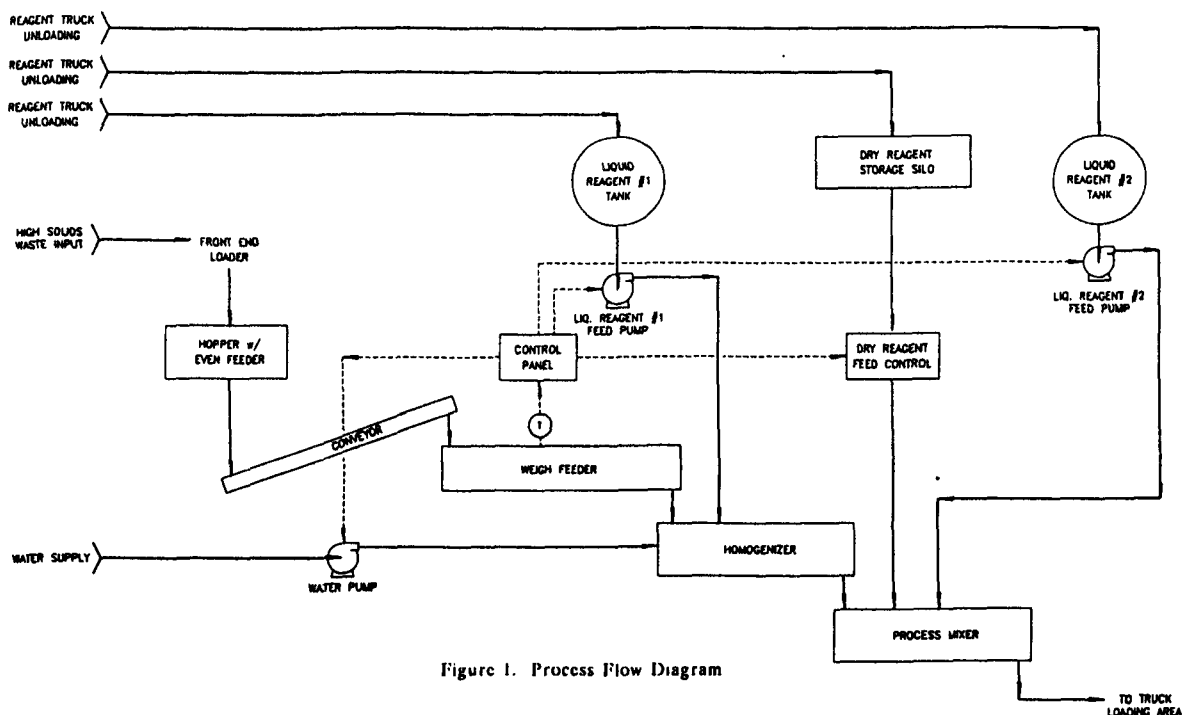 REAGENT TRUCK
UNLOADING
REAGENT TRUCK
UNLOADING
REAGENT TRUCK
UNLOADING
LIQUID
REAGENT #1
TANK
DRY REAGENT
STORAGE SILO
LIQUID
REAGENT #2
TANK
HIGH SOLIDS
WASTE INPUT
FRONT END
LOADER
LIQ. REAGENT #1
FEED PUMP
LIQ. REAGENT #2
FEED PUMP
HOPPER w/
EVEN FEEDER
CONTROL
PANEL
DRY REAGENT
FEED CONTROL
T
CONVEYOR
WEIGH FEEDER
WATER SUPPLY
WATER PUMP
HOMOGENIZER
PROCESS MIXER
Figure 1. Process Flow Diagram
TO TRUCK
LOADING AREA